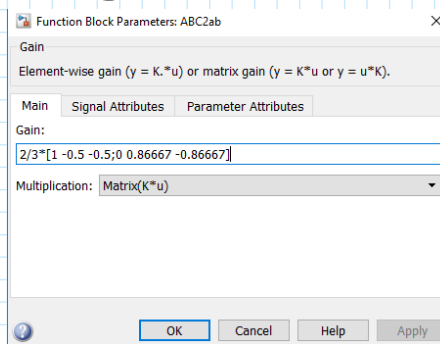 Function Block Parameters: ABC2ab
Gain
Element-wise gain (y = K.*u) or matrix gain (y = K*u or y = u*K).
Main Signal Attributes Parameter Attributes
Gain:
2/3*[1 -0.5 -0.5;0 0.86667 -0.86667]
Multiplication: Matrix(K*u)
OK Cancel Help Apply